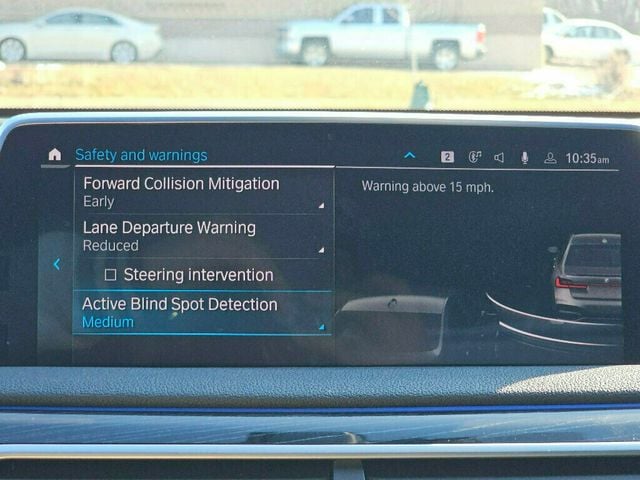 Safety and warnings
2
10:35am
Forward Collision Mitigation
Early
Warning above 15 mph.
Lane Departure Warning
Reduced
Steering intervention
Active Blind Spot Detection
Medium